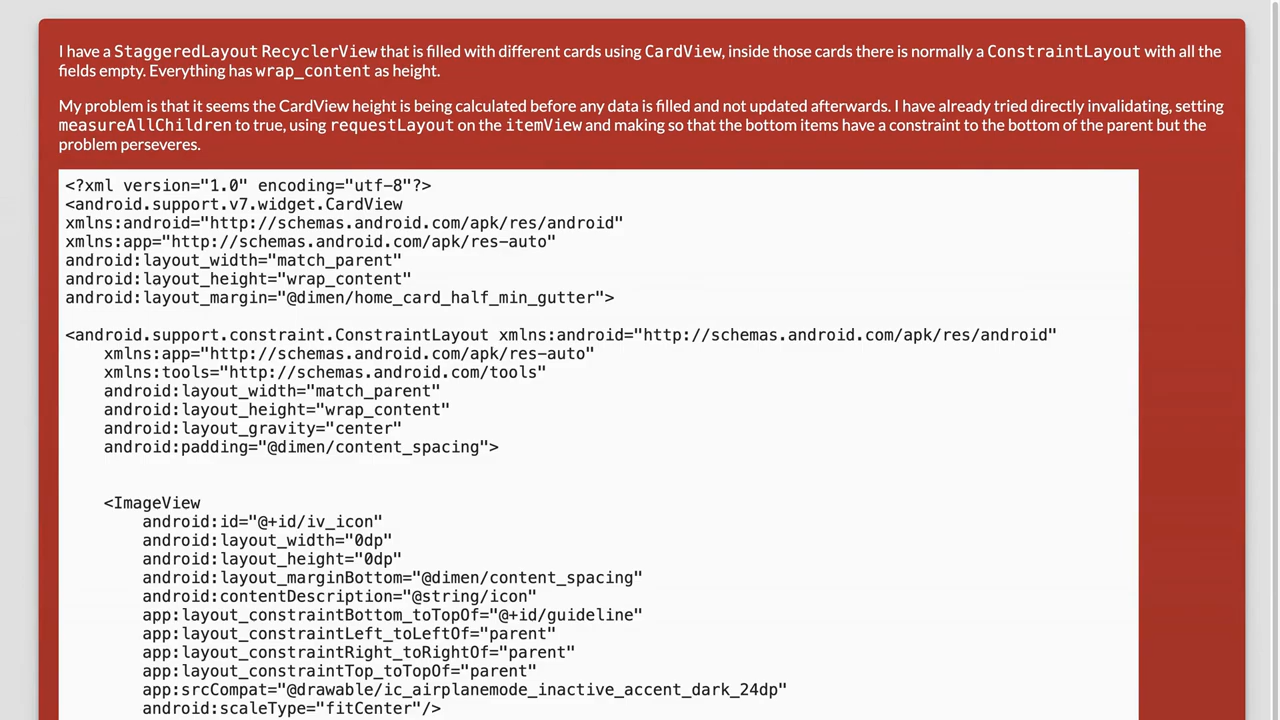 I have a StaggeredLayout RecyclerView that is filled with different cards using CardView, inside those cards there is normally a ConstraintLayout with all the
fields empty. Everything has wrap_content as height.
My problem is that it seems the CardView height is being calculated before any data is filled and not updated afterwards. I have already tried directly invalidating, setting
measureAllChildren to true, using requestLayout on the itemView and making so that the bottom items have a constraint to the bottom of the parent but the
problem perseveres.
<?xml version="1.0" encoding="utf-8"?>
<android.support.v7.widget.CardView
xmlns:android="http://schemas.android.com/apk/res/android"
xmlns:app="http://schemas.android.com/apk/res-auto"
android:layout_width="match_parent"
android:layout_height="wrap_content"
android:layout_margin="@dimen/home_card_half_min_gutter">
<android.support.constraint.ConstraintLayout xmlns:android="http://schemas.android.com/apk/res/android"
xmlns:app="http://schemas.android.com/apk/res-auto"
xmlns:tools="http://schemas.android.com/tools"
android:layout_width="match_parent"
android:layout_height="wrap_content"
android:layout_gravity="center"
android:padding="@dimen/content_spacing">
<ImageView
android:id="@+id/iv_icon"
android:layout_width="0dp"
android:layout_height="0dp"
android:layout_marginBottom="@dimen/content_spacing"
android:contentDescription="@string/icon"
app:layout_constraintBottom_toTopOf="@+id/guideline"
app:layout_constraintLeft_toLeftOf="parent"
app:layout_constraintRight_toRightOf="parent"
app:layout_constraintTop_toTopOf="parent"
app:srcCompat="@drawable/ic_airplanemode_inactive_accent_dark_24dp"
android:scaleType="fitCenter"/>